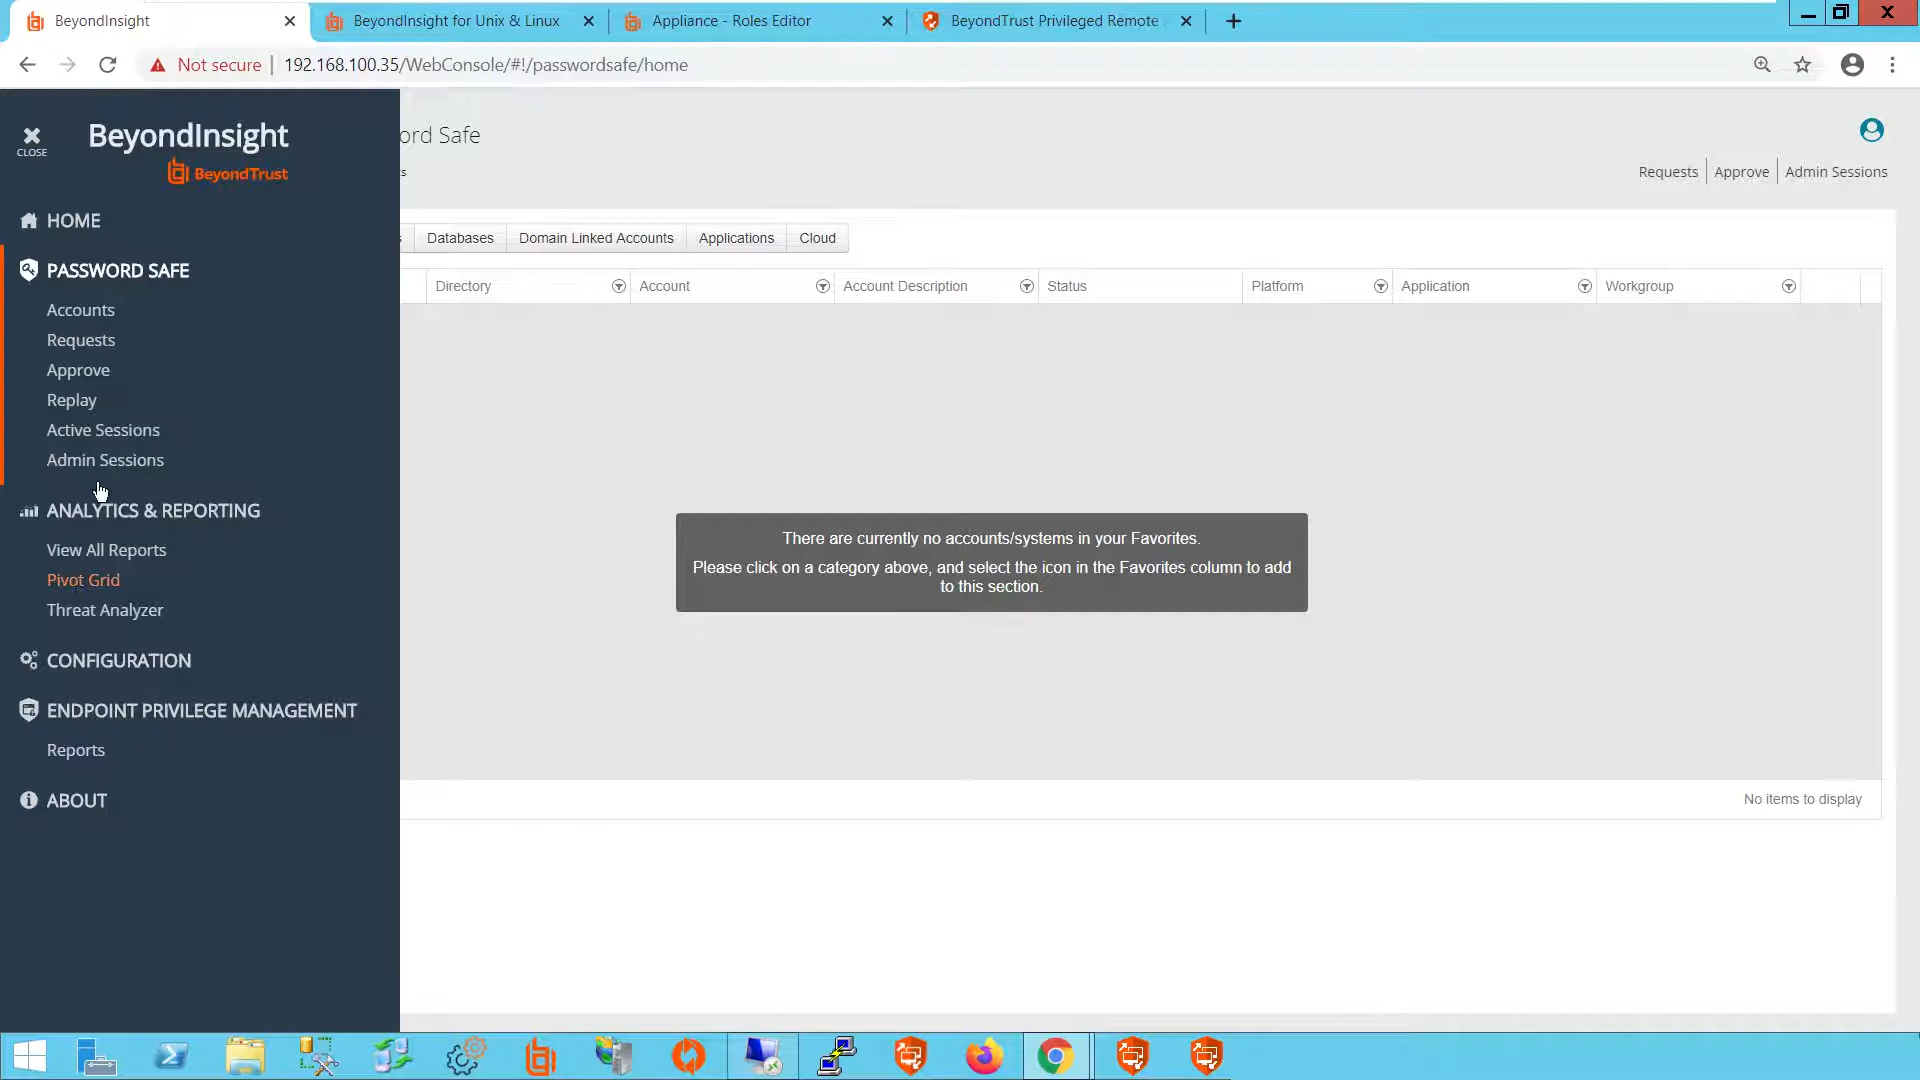 BeyondInsight
BeyondInsight for Unix & Linux
Appliance - Roles Editor
BeyondTrust Privileged Remote
Not secure
192.168.100.35/WebConsole/#!/passwordsafe/home
CLOSE
BeyondInsight
BeyondTrust
ord Safe
s
Requests
Approve
Admin Sessions
HOME
PASSWORD SAFE
Accounts
Requests
Approve
Replay
Active Sessions
Admin Sessions
ANALYTICS & REPORTING
View All Reports
Pivot Grid
Threat Analyzer
CONFIGURATION
ENDPOINT PRIVILEGE MANAGEMENT
Reports
ABOUT
s
Databases
Domain Linked Accounts
Applications
Cloud
Directory
Account
Account Description
Status
Platform
Application
Workgroup
There are currently no accounts/systems in your Favorites.
Please click on a category above, and select the icon in the Favorites column to add
to this section.
No items to display